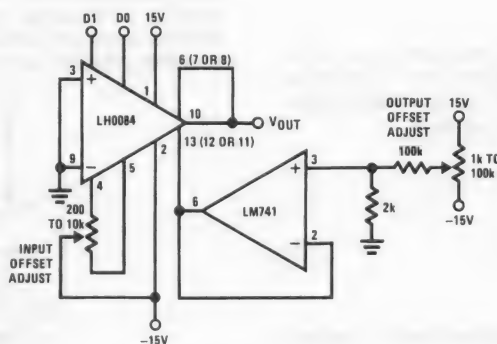 D1 D0 15V
6 (7 OR 8)
3 + 1
LH0084 10 VOUT
9 – 2 13 (12 OR 11)
4 5
200
TO 10k
INPUT
OFFSET
ADJUST
–15V
6 LM741 + 3
– 2
OUTPUT
OFFSET
ADJUST
100k
2k
15V
1k TO
100k
–15V